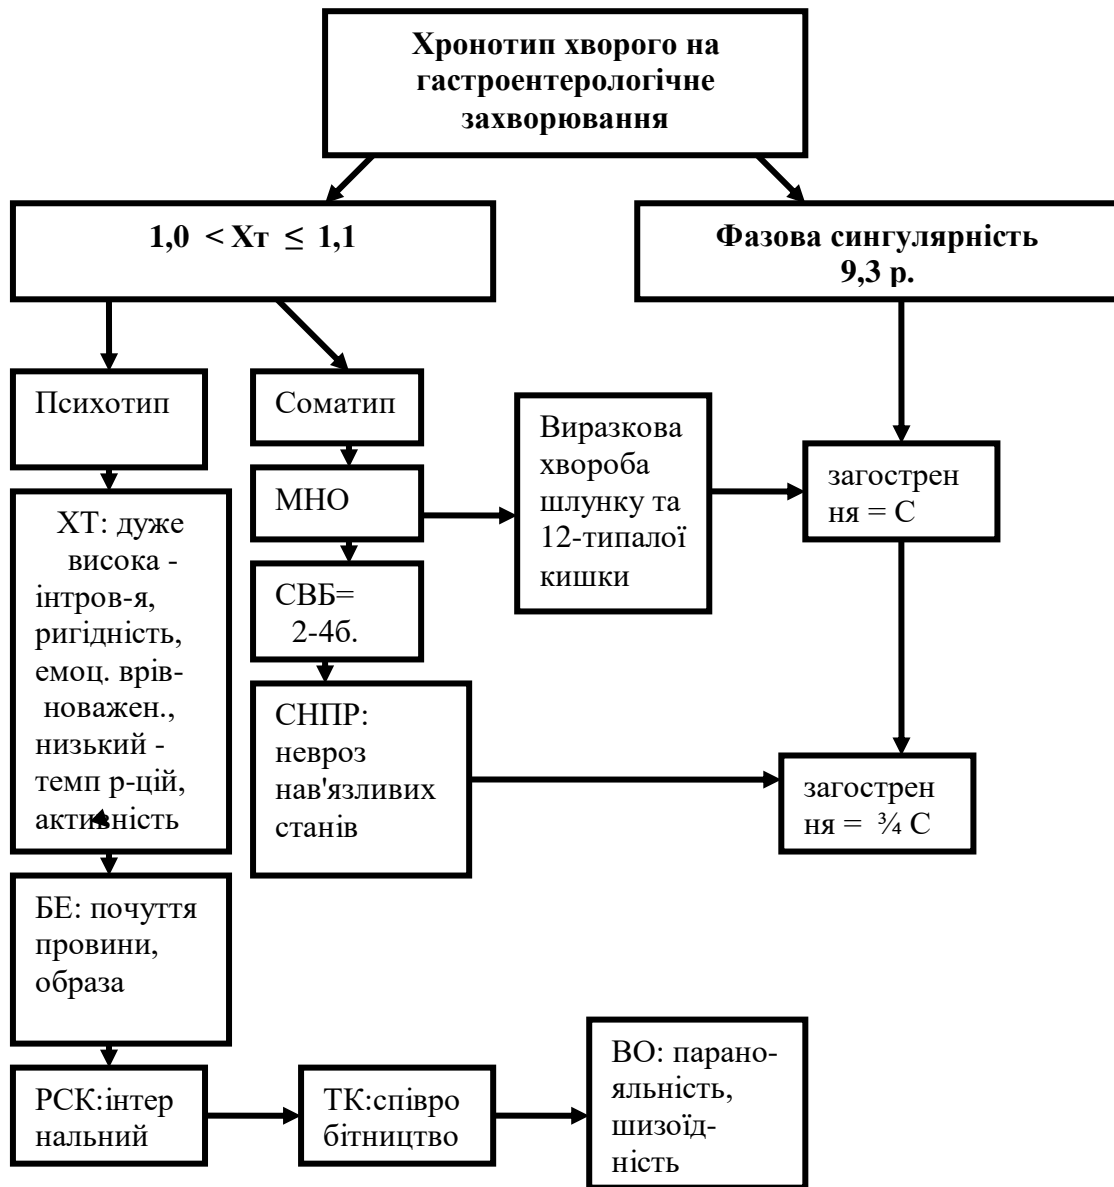 Хронотип хворого на
гастроентерологічне
захворювання
1,0 < Хт ≤ 1,1
Фазова сингулярність
9,3 р.
Психотип
Соматип
Виразкова
хвороба
шлунку та
12-типалої
кишки
загострен
ня = С
ХТ: дуже
висока -
інтров-я,
ригідність,
емоц. врів-
новажен.,
низький -
темп р-цій,
активність
МНО
СВБ=
2-4б.
СНПР:
невроз
нав'язливих
станів
загострен
ня = ¾ С
БЕ: почуття
провини,
образа
РСК:інтер
нальний
ТК:співро
бітництво
ВО: парано-
яльність,
шизоїд-
ність